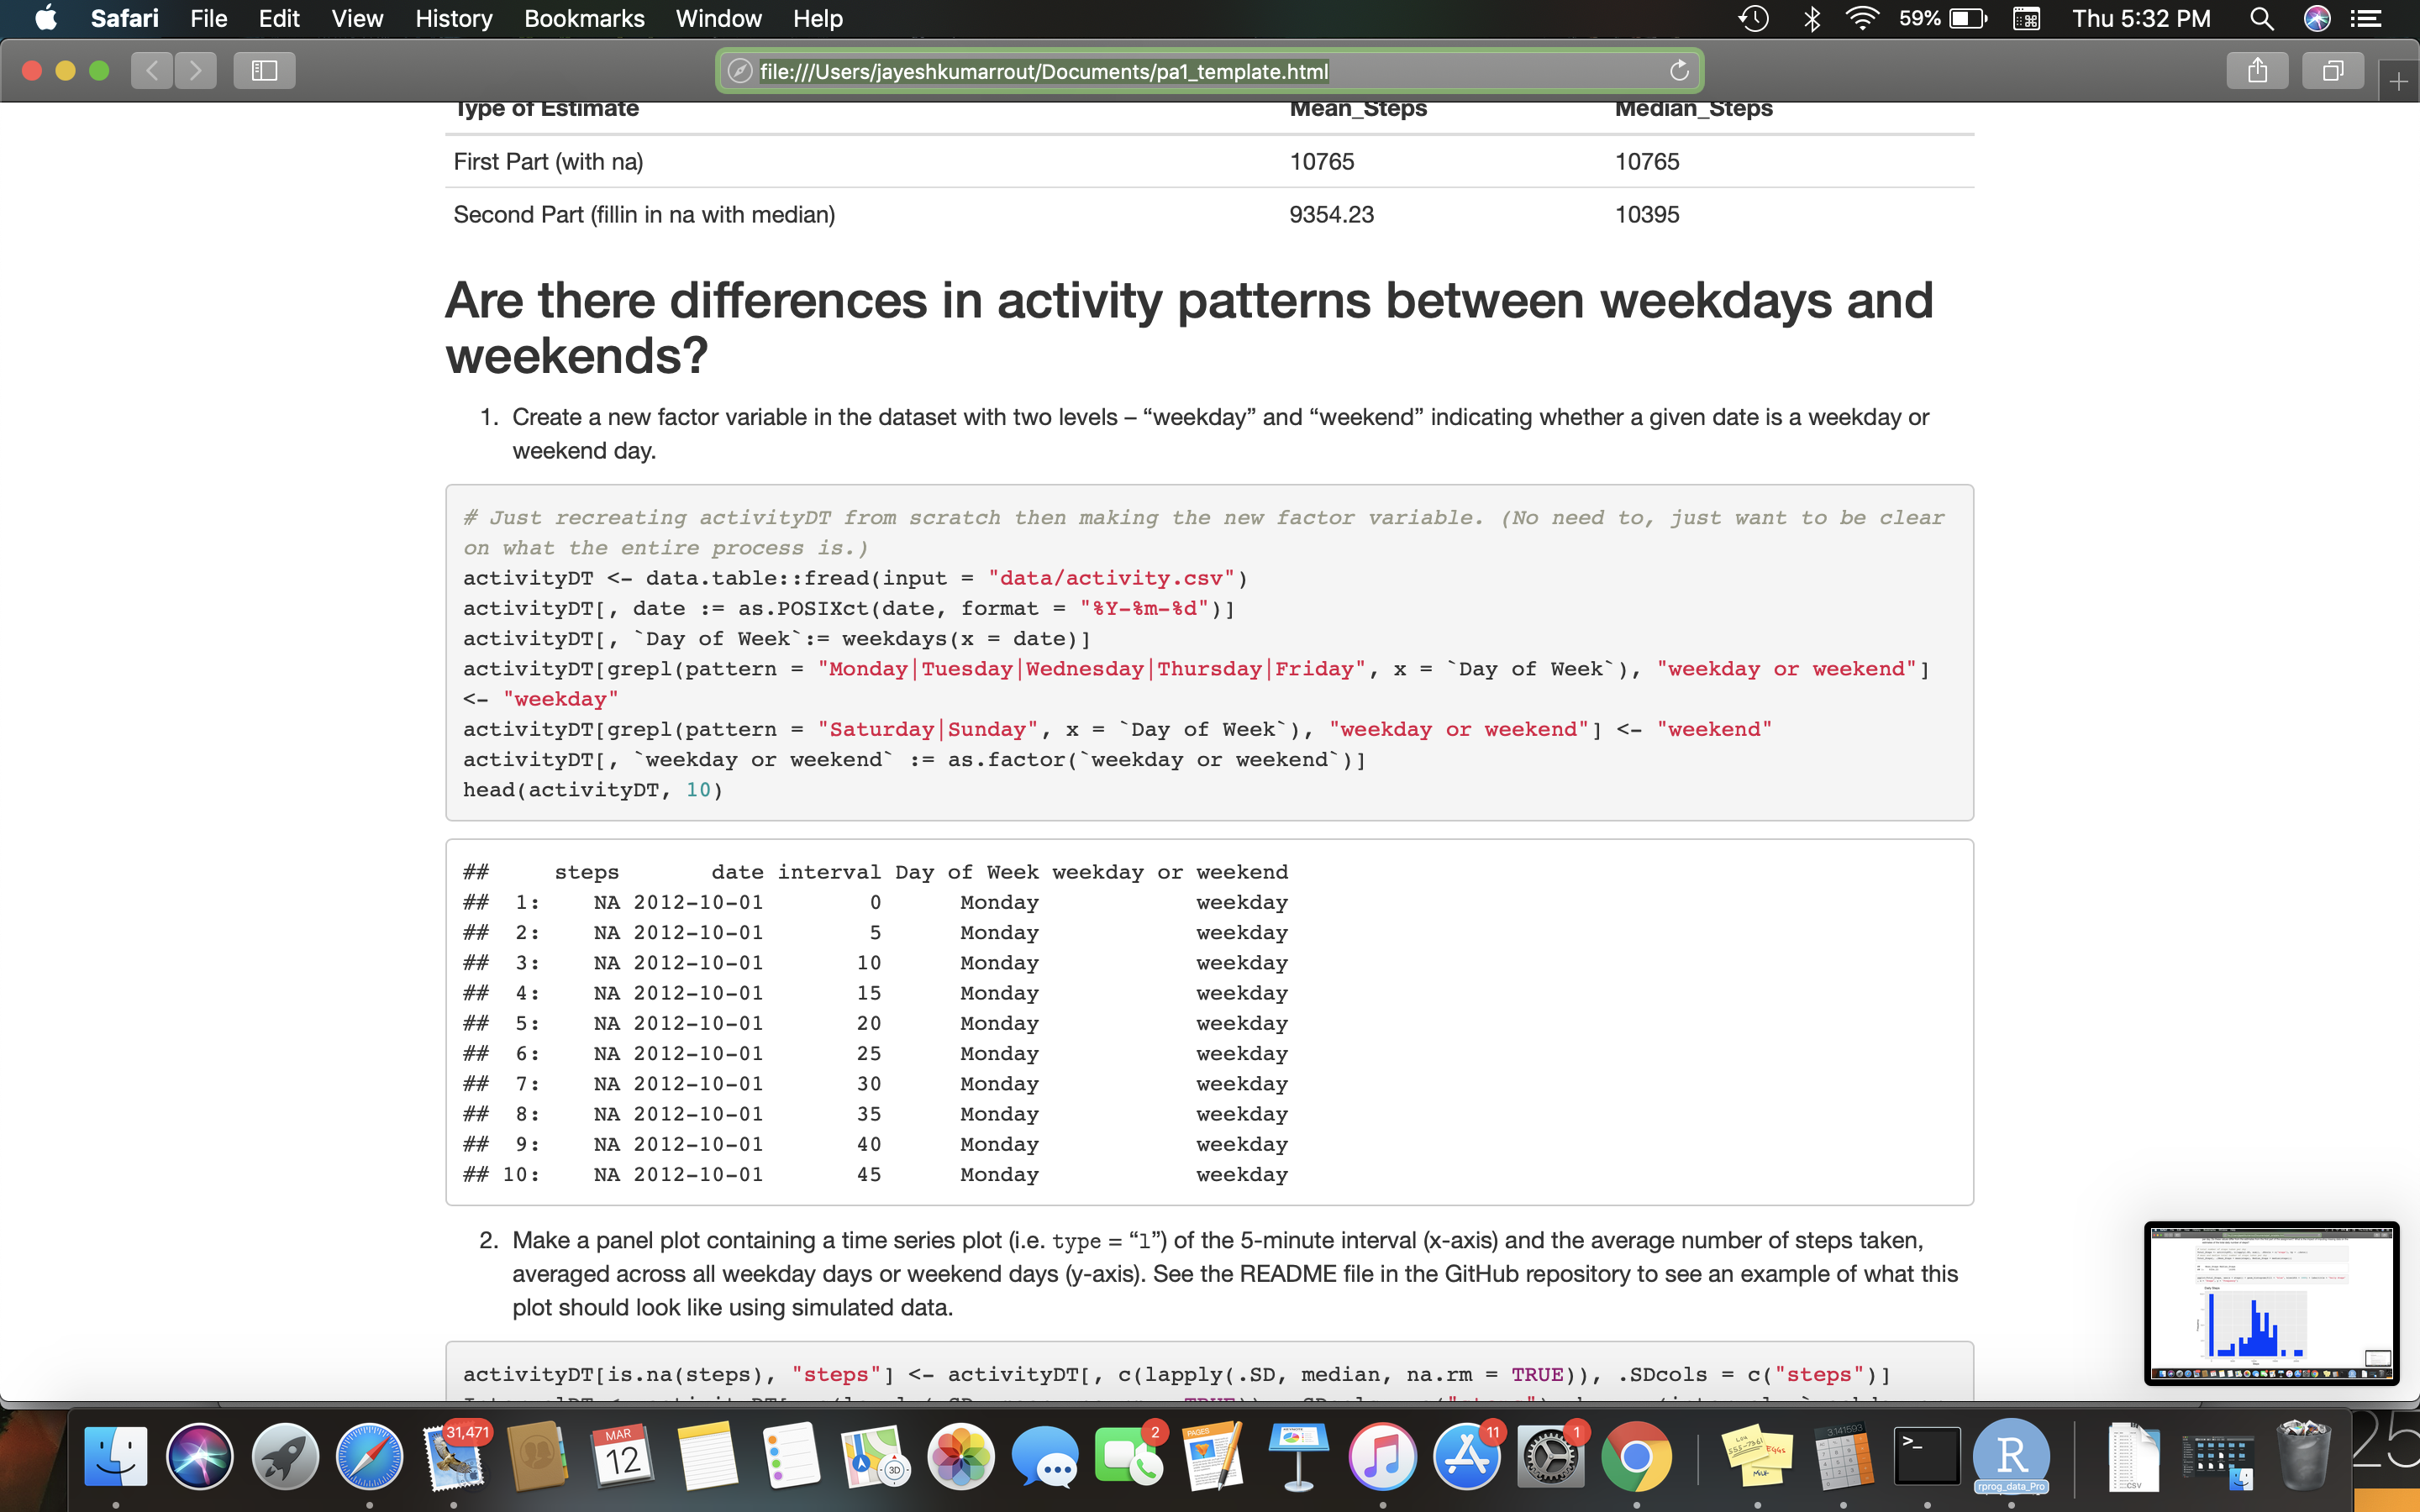 Safari File Edit View History Bookmarks Window Help 59% Thu 5:32 PM
file:///Users/jayeshkumarrout/Documents/pa1_template.html
Type of Estimate Mean_Steps Median_Steps
First Part (with na) 10765 10765
Second Part (fillin in na with median) 9354.23 10395
Are there differences in activity patterns between weekdays and
weekends?
1. Create a new factor variable in the dataset with two levels – “weekday” and “weekend” indicating whether a given date is a weekday or
weekend day.
# Just recreating activityDT from scratch then making the new factor variable. (No need to, just want to be clear
on what the entire process is.)
activityDT <- data.table::fread(input = "data/activity.csv")
activityDT[, date := as.POSIXct(date, format = "%Y-%m-%d")]
activityDT[, `Day of Week`:= weekdays(x = date)]
activityDT[grepl(pattern = "Monday|Tuesday|Wednesday|Thursday|Friday", x = `Day of Week`), "weekday or weekend"]
<- "weekday"
activityDT[grepl(pattern = "Saturday|Sunday", x = `Day of Week`), "weekday or weekend"] <- "weekend"
activityDT[, `weekday or weekend` := as.factor(`weekday or weekend`)]
head(activityDT, 10)
## steps date interval Day of Week weekday or weekend
## 1: NA 2012-10-01 0 Monday weekday
## 2: NA 2012-10-01 5 Monday weekday
## 3: NA 2012-10-01 10 Monday weekday
## 4: NA 2012-10-01 15 Monday weekday
## 5: NA 2012-10-01 20 Monday weekday
## 6: NA 2012-10-01 25 Monday weekday
## 7: NA 2012-10-01 30 Monday weekday
## 8: NA 2012-10-01 35 Monday weekday
## 9: NA 2012-10-01 40 Monday weekday
## 10: NA 2012-10-01 45 Monday weekday
2. Make a panel plot containing a time series plot (i.e. type = “l”) of the 5-minute interval (x-axis) and the average number of steps taken,
averaged across all weekday days or weekend days (y-axis). See the README file in the GitHub repository to see an example of what this
plot should look like using simulated data.
activityDT[is.na(steps), "steps"] <- activityDT[, c(lapply(.SD, median, na.rm = TRUE)), .SDcols = c("steps")]
31,471
MAR
12
3D
2
PAGES
11
1
EGGS
MILK
>_
R
rprog_data_Pro
CSV
25